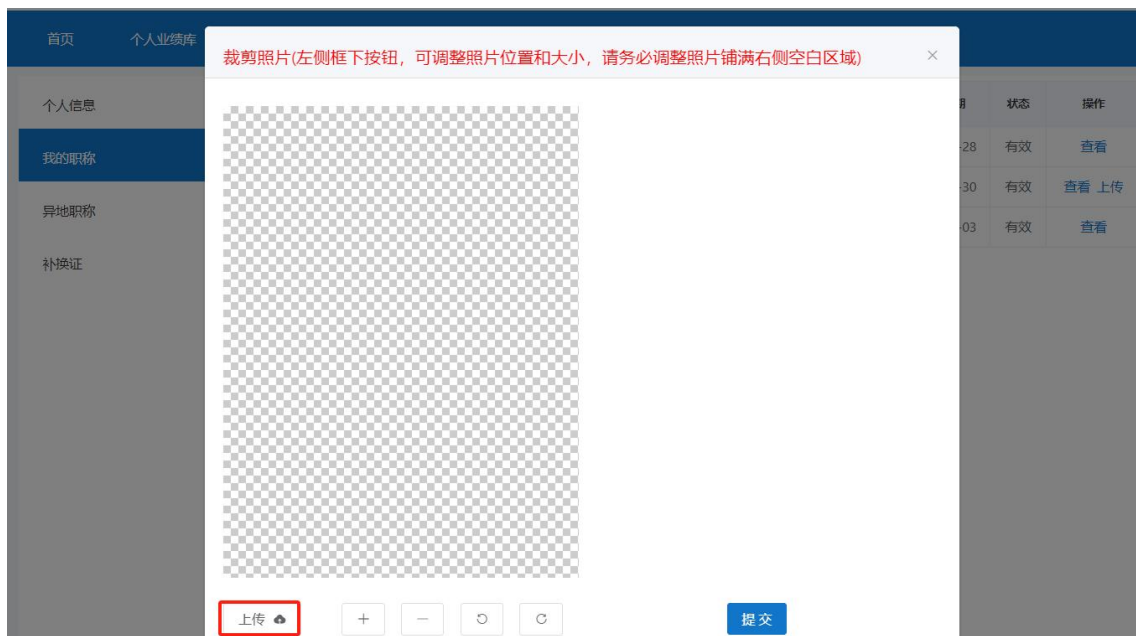 首页 个人业绩库
裁剪照片(左侧框下按钮，可调整照片位置和大小，请务必调整照片铺满右侧空白区域) ×
个人信息
期 状态 操作
我的职称
-28 有效 查看
-30 有效 查看 上传
异地职称
-03 有效 查看
补换证
上传 + — 提交